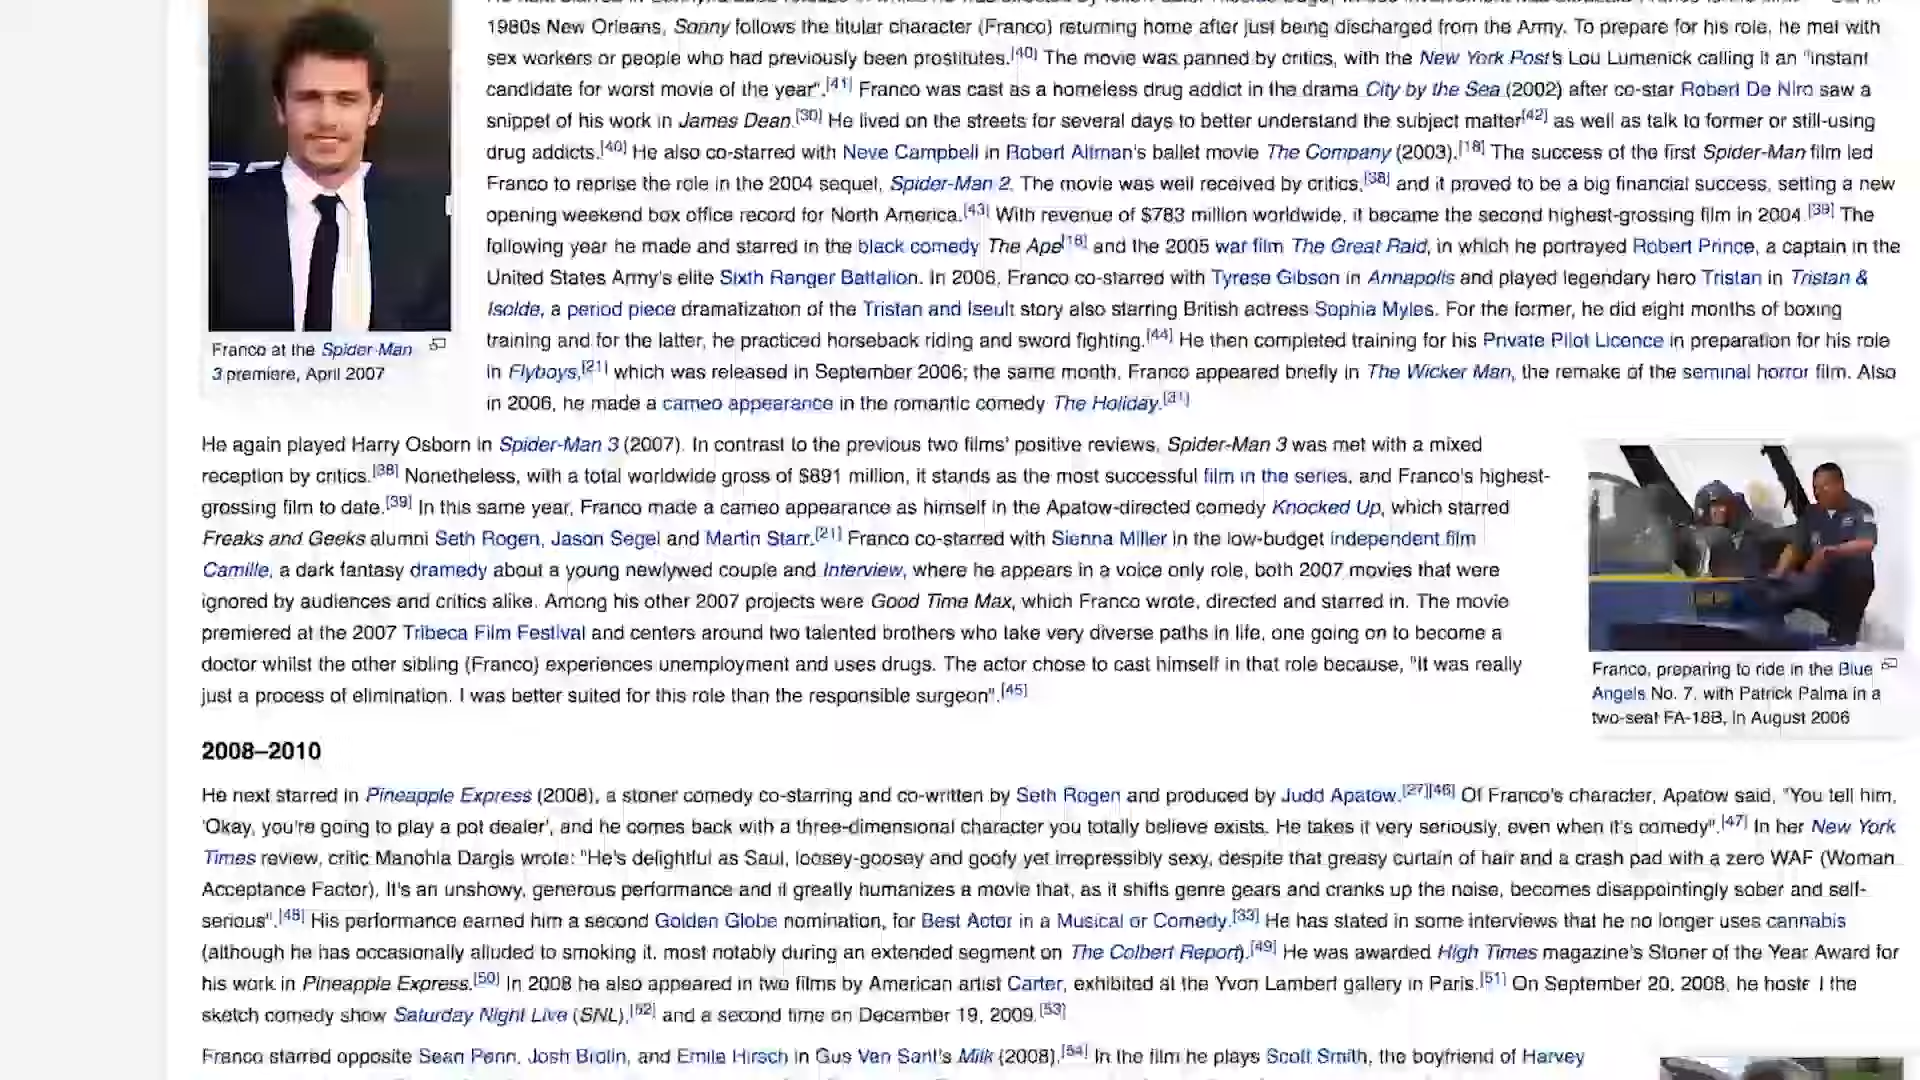 1980s New Orleans, Sonny follows the titular character (Franco) returning home after just being discharged from the Army. To prepare for his role, he met with
sex workers or people who had previously been prostitutes.[40] The movie was panned by critics, with the New York Post's Lou Lumenick calling it an "instant
candidate for worst movie of the year".[41] Franco was cast as a homeless drug addict in the drama City by the Sea (2002) after co-star Robert De Niro saw a
snippet of his work in James Dean.[30] He lived on the streets for several days to better understand the subject matter[42] as well as talk to former or still-using
drug addicts.[40] He also co-starred with Neve Campbell in Robert Altman's ballet movie The Company (2003).[18] The success of the first Spider-Man film led
Franco to reprise the role in the 2004 sequel, Spider-Man 2. The movie was well received by critics,[38] and it proved to be a big financial success, setting a new
opening weekend box office record for North America.[43] With revenue of $783 million worldwide, it became the second highest-grossing film in 2004.[39] The
following year he made and starred in the black comedy The Ape[18] and the 2005 war film The Great Raid, in which he portrayed Robert Prince, a captain in the
United States Army's elite Sixth Ranger Battalion. In 2006, Franco co-starred with Tyrese Gibson in Annapolis and played legendary hero Tristan in Tristan &
Isolde, a period piece dramatization of the Tristan and Iseult story also starring British actress Sophia Myles. For the former, he did eight months of boxing
training and for the latter, he practiced horseback riding and sword fighting.[44] He then completed training for his Private Pilot Licence in preparation for his role
in Flyboys,[21] which was released in September 2006; the same month, Franco appeared briefly in The Wicker Man, the remake of the seminal horror film. Also
in 2006, he made a cameo appearance in the romantic comedy The Holiday.[31]
Franco at the Spider-Man
3 premiere, April 2007
He again played Harry Osborn in Spider-Man 3 (2007). In contrast to the previous two films' positive reviews, Spider-Man 3 was met with a mixed
reception by critics.[38] Nonetheless, with a total worldwide gross of $891 million, it stands as the most successful film in the series, and Franco's highest-
grossing film to date.[39] In this same year, Franco made a cameo appearance as himself in the Apatow-directed comedy Knocked Up, which starred
Freaks and Geeks alumni Seth Rogen, Jason Segel and Martin Starr.[21] Franco co-starred with Sienna Miller in the low-budget independent film
Camille, a dark fantasy dramedy about a young newlywed couple and Interview, where he appears in a voice only role, both 2007 movies that were
ignored by audiences and critics alike. Among his other 2007 projects were Good Time Max, which Franco wrote, directed and starred in. The movie
premiered at the 2007 Tribeca Film Festival and centers around two talented brothers who take very diverse paths in life, one going on to become a
doctor whilst the other sibling (Franco) experiences unemployment and uses drugs. The actor chose to cast himself in that role because, "It was really
just a process of elimination. I was better suited for this role than the responsible surgeon".[45]
Franco, preparing to ride in the Blue
Angels No. 7, with Patrick Palma in a
two-seat FA-18B, in August 2006
2008–2010
He next starred in Pineapple Express (2008), a stoner comedy co-starring and co-written by Seth Rogen and produced by Judd Apatow.[27][46] Of Franco's character, Apatow said, "You tell him,
'Okay, you're going to play a pot dealer', and he comes back with a three-dimensional character you totally believe exists. He takes it very seriously, even when it's comedy".[47] In her New York
Times review, critic Manohla Dargis wrote: "He's delightful as Saul, loosey-goosey and goofy yet irrepressibly sexy, despite that greasy curtain of hair and a crash pad with a zero WAF (Woman
Acceptance Factor). It's an unshowy, generous performance and it greatly humanizes a movie that, as it shifts genre gears and cranks up the noise, becomes disappointingly sober and self-
serious".[48] His performance earned him a second Golden Globe nomination, for Best Actor in a Musical or Comedy.[33] He has stated in some interviews that he no longer uses cannabis
(although he has occasionally alluded to smoking it, most notably during an extended segment on The Colbert Report).[49] He was awarded High Times magazine's Stoner of the Year Award for
his work in Pineapple Express.[50] In 2008 he also appeared in two films by American artist Carter, exhibited at the Yvon Lambert gallery in Paris.[51] On September 20, 2008, he hoste l the
sketch comedy show Saturday Night Live (SNL),[52] and a second time on December 19, 2009.[53]
Franco starred opposite Sean Penn, Josh Brolin, and Emile Hirsch in Gus Van Sant's Milk (2008).[54] In the film he plays Scott Smith, the boyfriend of Harvey